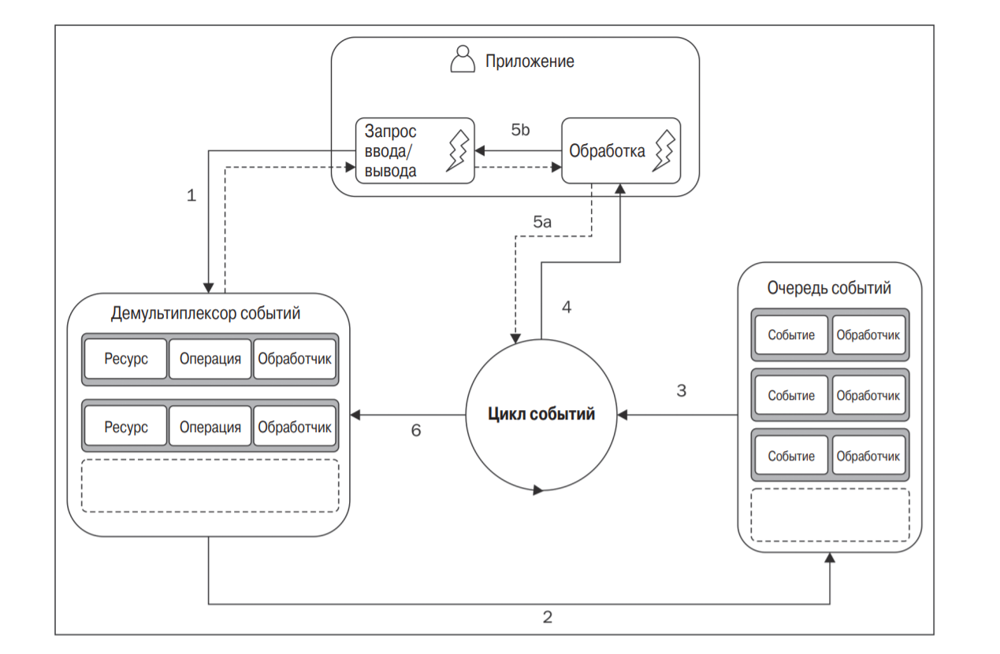 Приложение
Запрос
ввода/
вывода
5b
Обработка
1
5a
4
Демультиплексор событий
Ресурс Операция Обработчик
Ресурс Операция Обработчик
Цикл событий
6
3
Очередь событий
Событие Обработчик
Событие Обработчик
Событие Обработчик
2